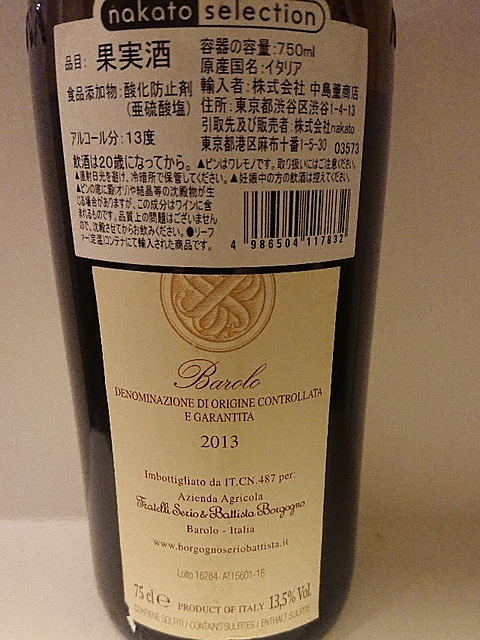 nakato selection
品目: 果実酒
容器の容量:750ml
原産国名:イタリア
食品添加物:酸化防止剤
(亜硫酸塩)
輸入者:株式会社 中島董商店
住所:東京都渋谷区渋谷1-4-13
引取先及び販売者:株式会社nakato
アルコール分:13度
東京都港区麻布十番1-5-30 03573
飲酒は20歳になってから。▲ビンはワレモノです。取り扱いにはご注意ください。
▲直射日光を避け、冷暗所で保管してください。▲妊娠中の方の飲酒は控えてください。
▲ビンの底に澱(オリ)や結晶等の沈殿物が生
じる場合がありますが、この成分はワインに含
まれるものです。品質上の問題はございません
ので、沈殿させてからお飲みください。●リーフ
ァー(定温)コンテナにて輸入された商品です。
4 986504 117832
Barolo
DENOMINAZIONE DI ORIGINE CONTROLLATA
E GARANTITA
2013
Imbottigliato da IT.CN.487 per:
Azienda Agricola
Fratelli Serio & Battista Borgogno
Barolo - Italia
www.borgognoseriobattista.it
Lotto 16264-AT16601-16
75 cl e PRODUCT OF ITALY 13,5% Vol.
CONTIENE SOLFITI / CONTAINS SULFITES / ENTHALT SULFITE